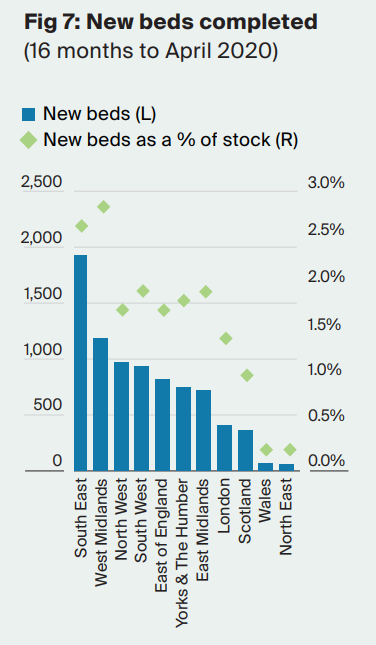 Fig 7: New beds completed
(16 months to April 2020)
New beds (L)
New beds as a % of stock (R)
2,500
2,000
1,500
1,000
500
0
3.0%
2.5%
2.0%
1.5%
1.0%
0.5%
0.0%
South East
West Midlands
North West
South West
East of England
Yorks & The Humber
East Midlands
London
Scotland
Wales
North East